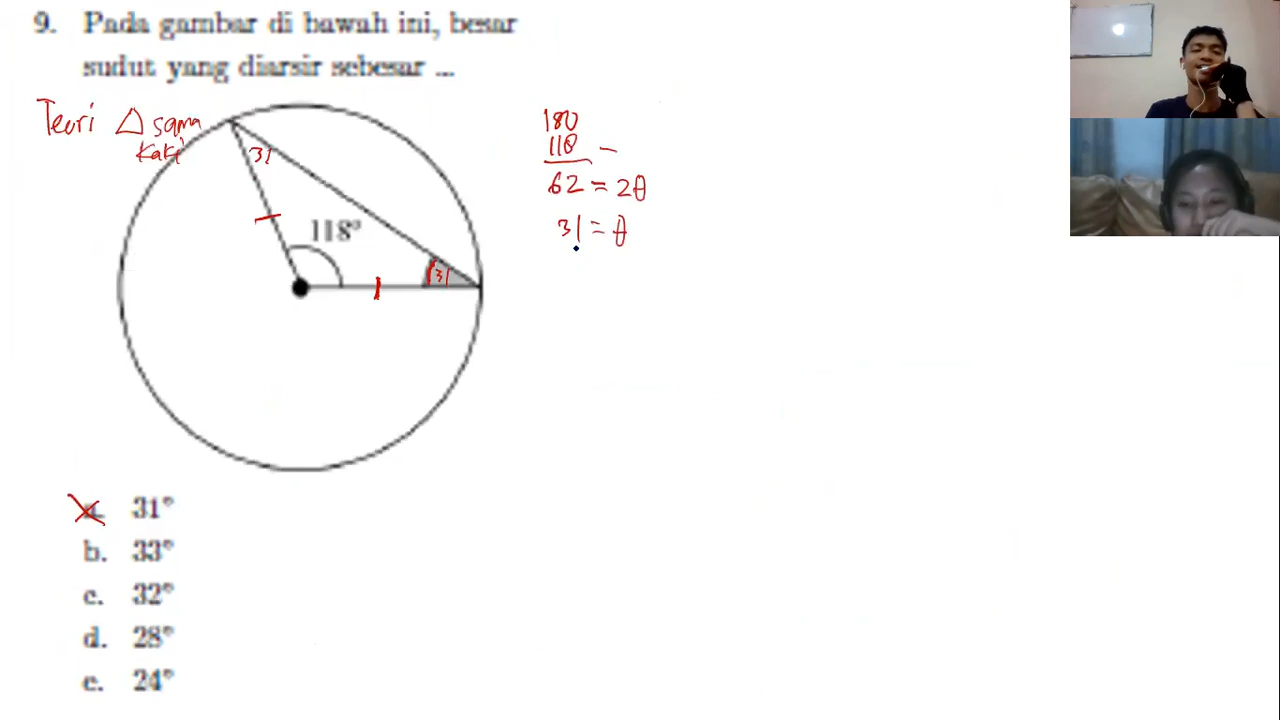 9. Pada gambar di bawah ini, besar
sudut yang diarsir sebesar ...
Teori △ sama
kaki
31
118°
31
180
118 -
62 = 2θ
31 = θ
a. 31°
b. 33°
c. 32°
d. 28°
e. 24°